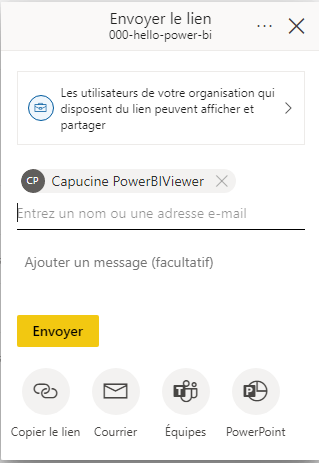 Envoyer le lien
000-hello-power-bi
Les utilisateurs de votre organisation qui
disposent du lien peuvent afficher et
partager
CP Capucine PowerBIViewer
Entrez un nom ou une adresse e-mail
Ajouter un message (facultatif)
Envoyer
Copier le lien Courrier Équipes PowerPoint